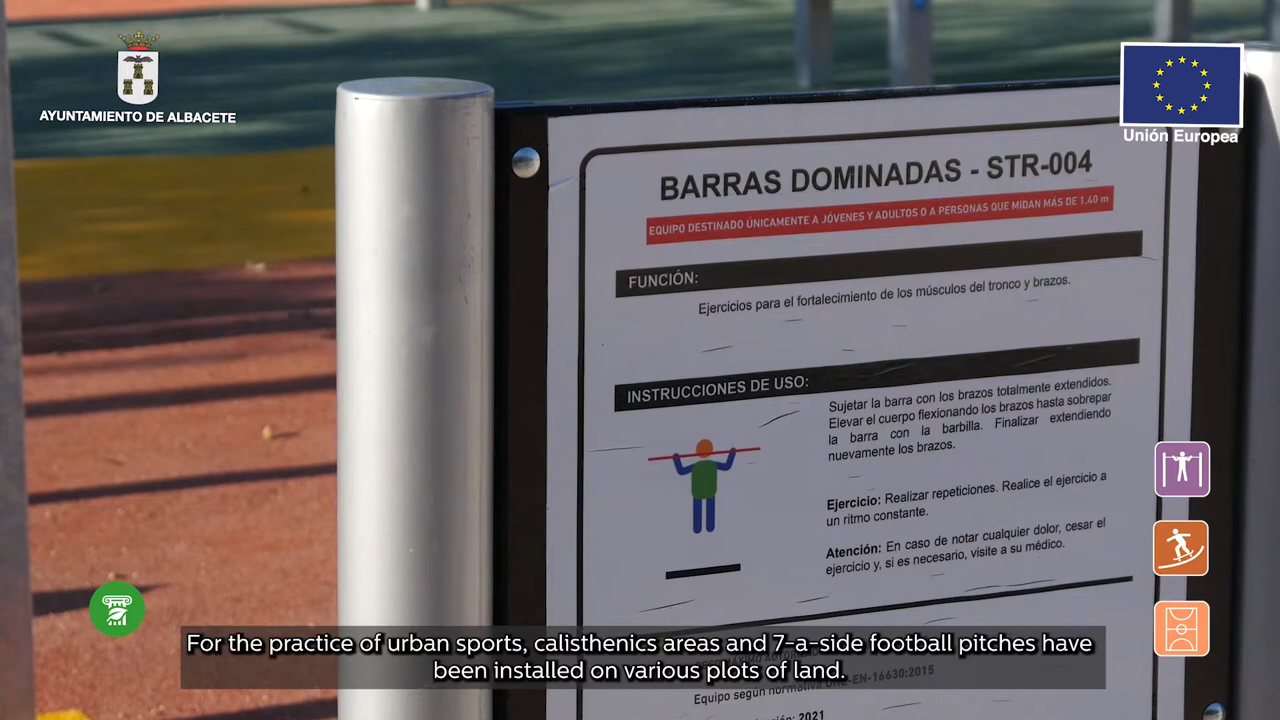 AYUNTAMIENTO DE ALBACETE
Unión Europea
BARRAS DOMINADAS - STR-004
EQUIPO DESTINADO ÚNICAMENTE A JÓVENES Y ADULTOS O A PERSONAS QUE MIDAN MÁS DE 1,40 m
FUNCIÓN:
Ejercicios para el fortalecimiento de los músculos del tronco y brazos.
INSTRUCCIONES DE USO:
Sujetar la barra con los brazos totalmente extendidos.
Elevar el cuerpo flexionando los brazos hasta sobrepar
la barra con la barbilla. Finalizar extendiendo
nuevamente los brazos.
Ejercicio: Realizar repeticiones. Realice el ejercicio a
un ritmo constante.
Atención: En caso de notar cualquier dolor, cesar el
ejercicio y, si es necesario, visite a su médico.
For the practice of urban sports, calisthenics areas and 7-a-side football pitches have
been installed on various plots of land.
Equipo según normativa UNE-EN-16630:2015
2021